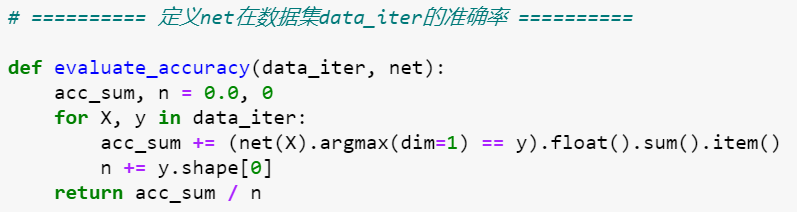 # ========== 定义net在数据集data_iter的准确率 ==========
def evaluate_accuracy(data_iter, net):
    acc_sum, n = 0.0, 0
    for X, y in data_iter:
        acc_sum += (net(X).argmax(dim=1) == y).float().sum().item()
        n += y.shape[0]
    return acc_sum / n